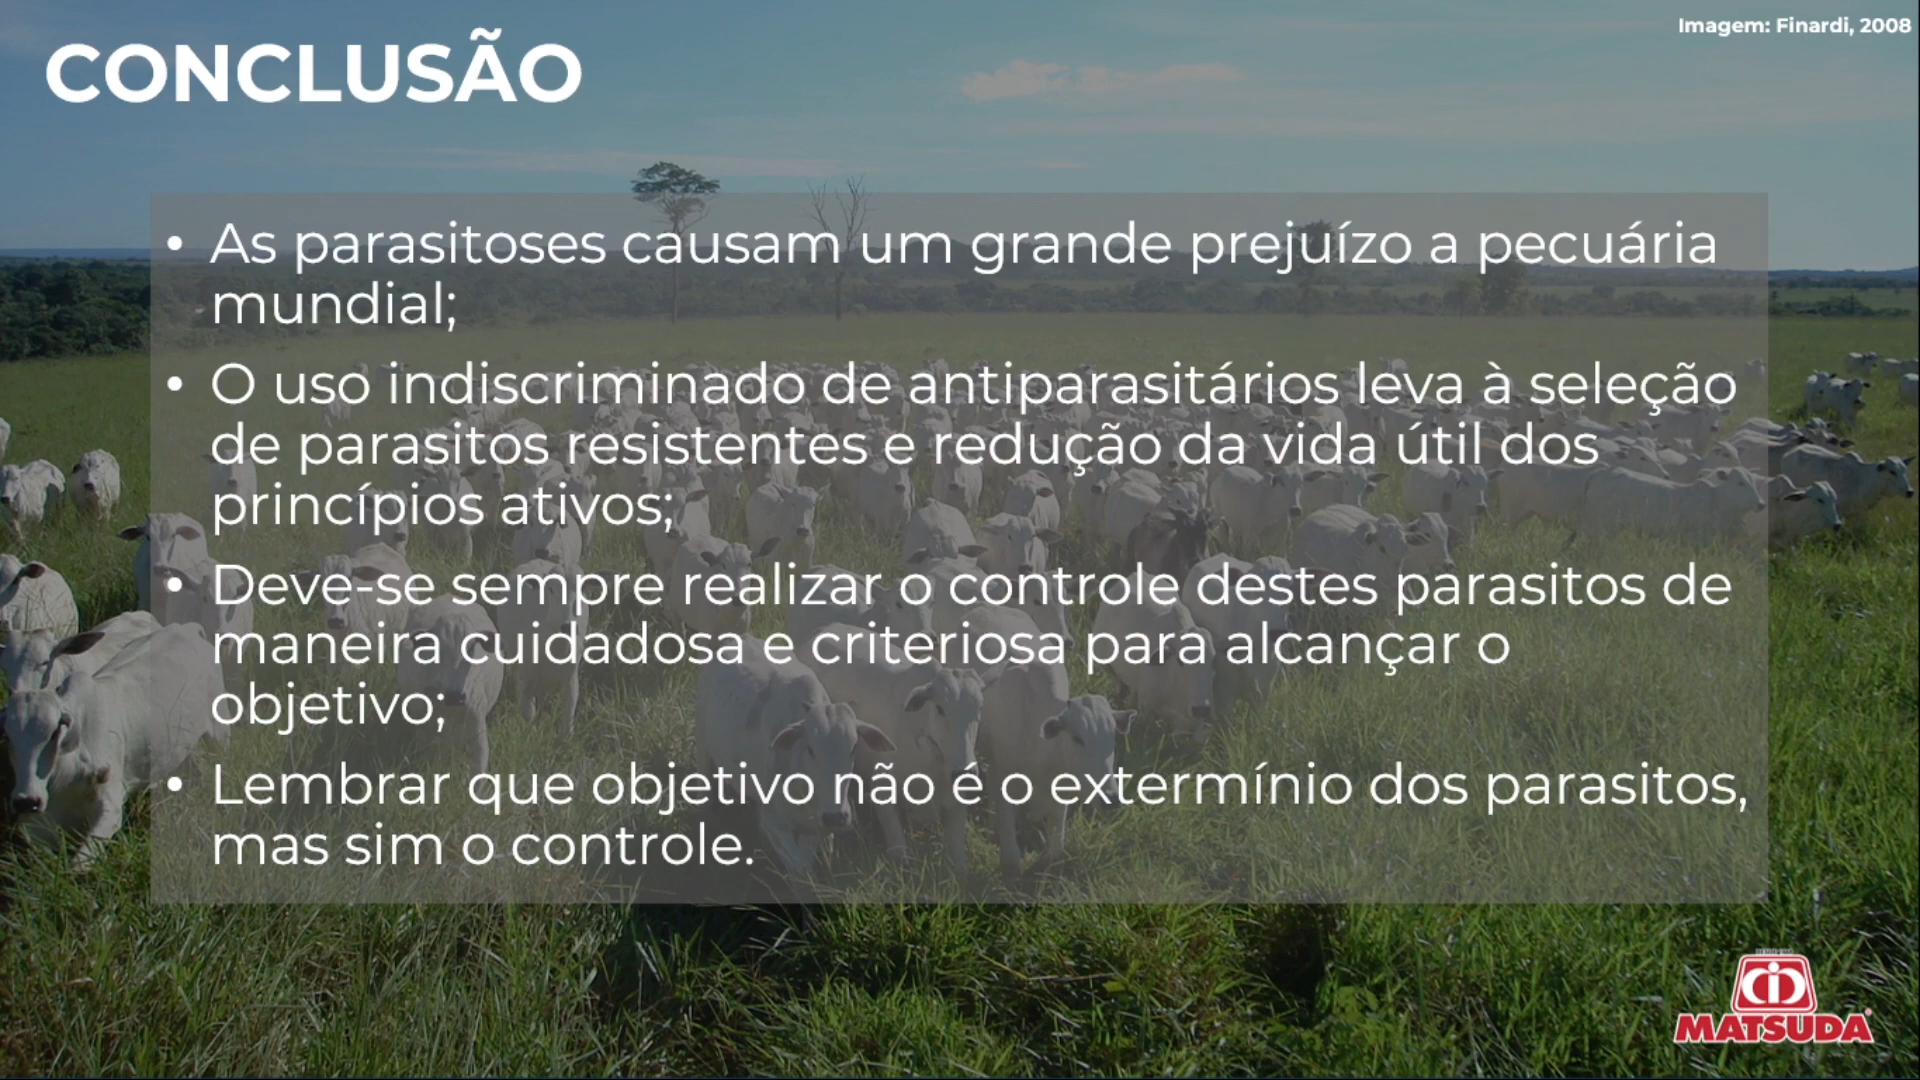 Imagem: Finardi, 2008
CONCLUSÃO
• As parasitoses causam um grande prejuízo a pecuária
mundial;
• O uso indiscriminado de antiparasitários leva à seleção
de parasitos resistentes e redução da vida útil dos
princípios ativos;
• Deve-se sempre realizar o controle destes parasitos de
maneira cuidadosa e criteriosa para alcançar o
objetivo;
• Lembrar que objetivo não é o extermínio dos parasitos,
mas sim o controle.
MATSUDA